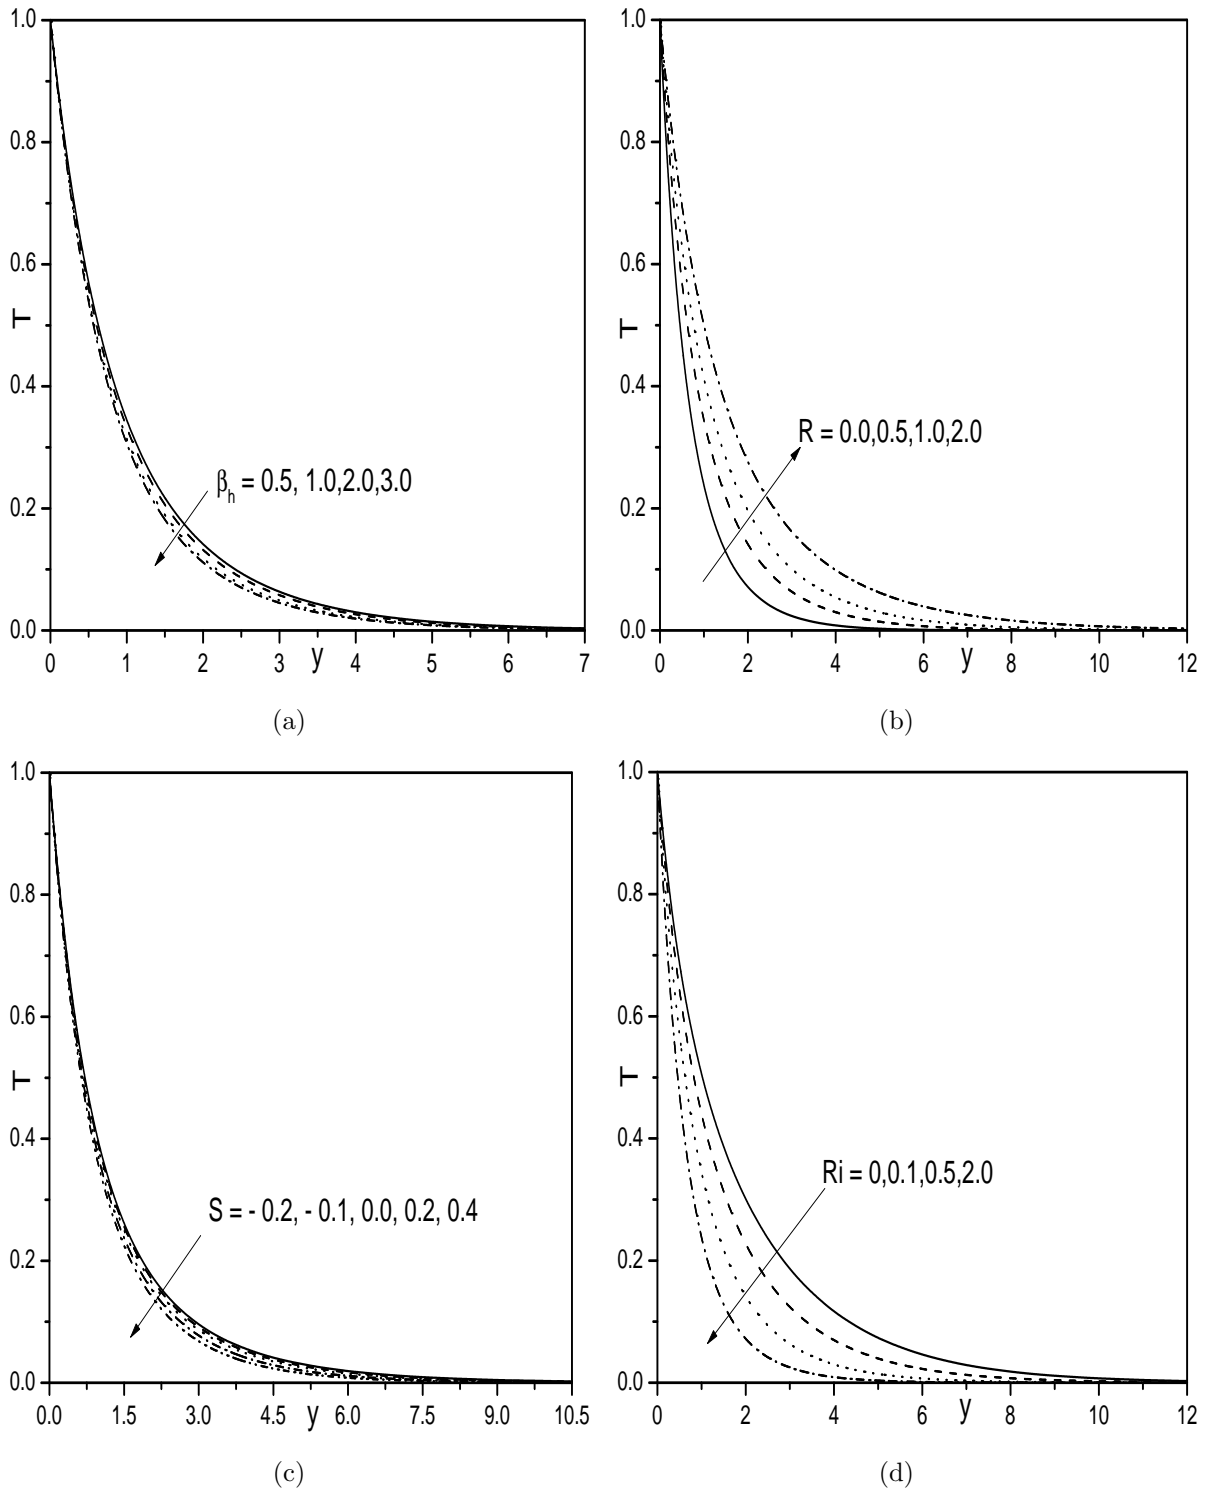 1.0
0.8
0.6
0.4
0.2
0.0
T
βh = 0.5, 1.0,2.0,3.0
0 1 2 3 4 5 6 7
y
(a)
1.0
0.8
0.6
0.4
0.2
0.0
T
R = 0.0,0.5,1.0,2.0
0 2 4 6 8 10 12
y
(b)
1.0
0.8
0.6
0.4
0.2
0.0
T
S = - 0.2, - 0.1, 0.0, 0.2, 0.4
0.0 1.5 3.0 4.5 6.0 7.5 9.0 10.5
y
(c)
1.0
0.8
0.6
0.4
0.2
0.0
T
Ri = 0,0.1,0.5,2.0
0 2 4 6 8 10 12
y
(d)